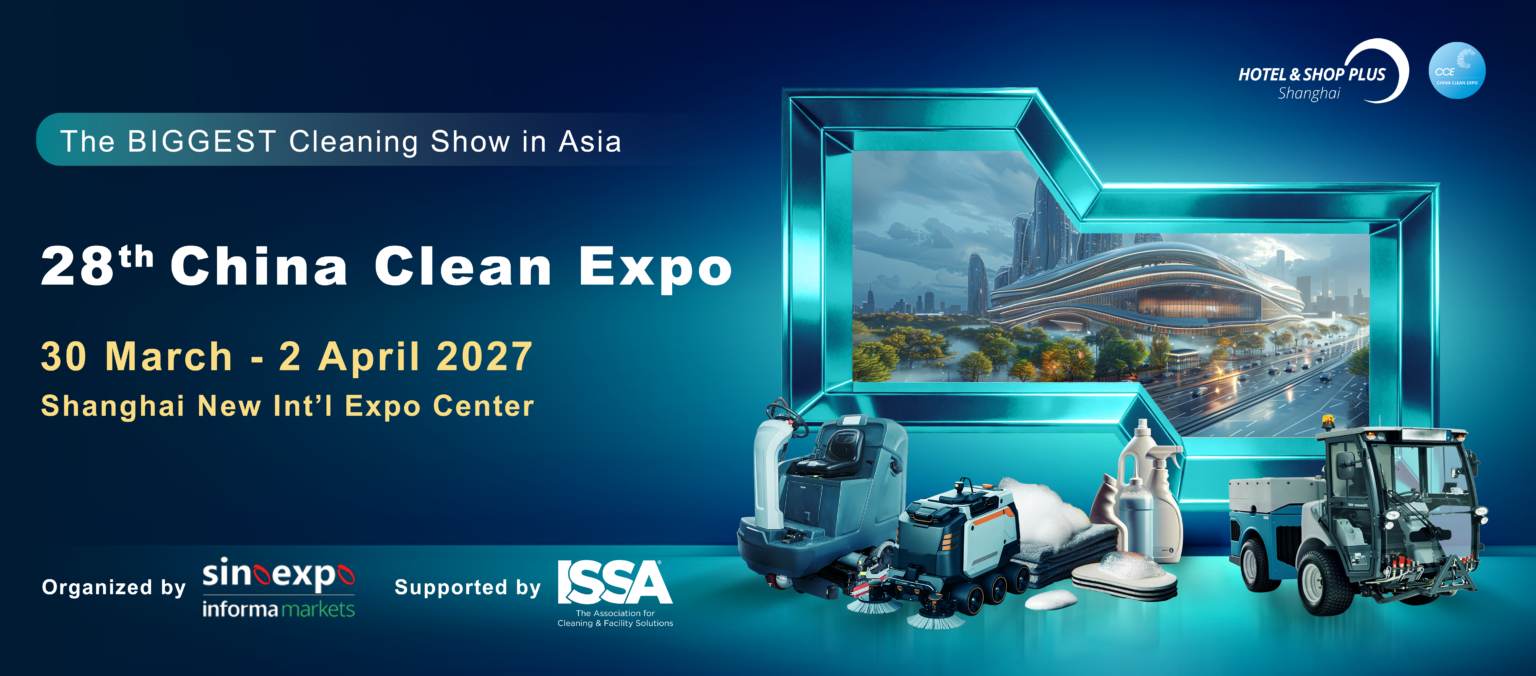 HOTEL & SHOP PLUS
Shanghai
CCE
CHINA CLEAN EXPO
The BIGGEST Cleaning Show in Asia
28th China Clean Expo
30 March - 2 April 2027
Shanghai New Int'l Expo Center
Organized by
sinoexpo
informa markets
Supported by
ISSA
The Association for
Cleaning & Facility Solutions